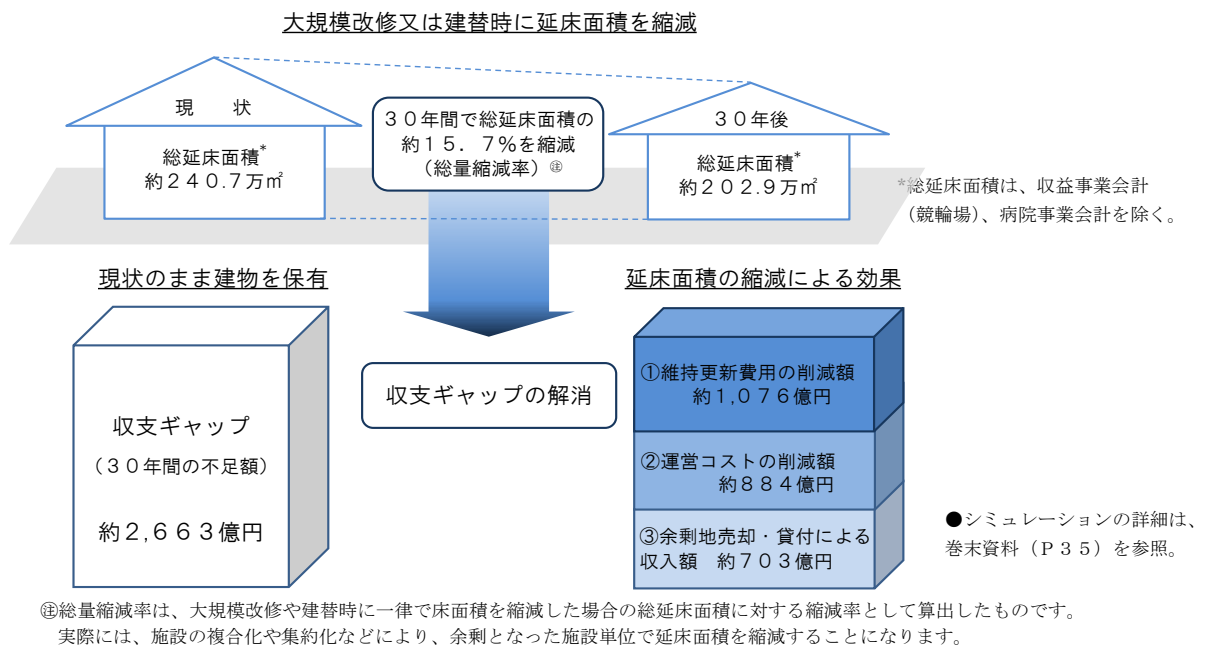 大規模改修又は建替時に延床面積を縮減
現　状
総延床面積*
約２４０.７万㎡
３０年間で総延床面積の
約１５．７％を縮減
（総量縮減率）㊟
３０年後
総延床面積*
約２０２.９万㎡
*総延床面積は、収益事業会計
（競輪場）、病院事業会計を除く。
現状のまま建物を保有
収支ギャップ
（３０年間の不足額）
約２,６６３億円
収支ギャップの解消
延床面積の縮減による効果
①維持更新費用の削減額
約１,０７６億円
②運営コストの削減額
約８８４億円
③余剰地売却・貸付による
収入額　約７０３億円
●シミュレーションの詳細は、
巻末資料（Ｐ３５）を参照。
㊟総量縮減率は、大規模改修や建替時に一律で床面積を縮減した場合の総延床面積に対する縮減率として算出したものです。
実際には、施設の複合化や集約化などにより、余剰となった施設単位で延床面積を縮減することになります。